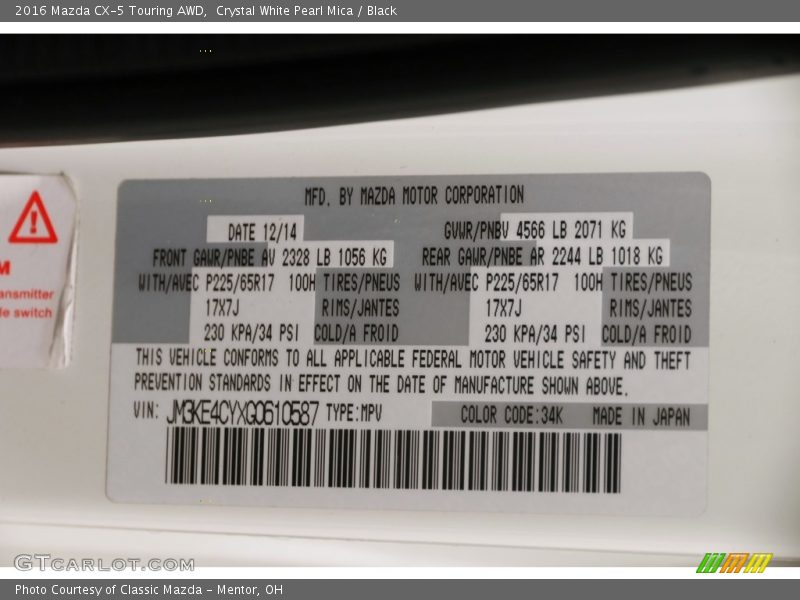 2016 Mazda CX-5 Touring AWD,  Crystal White Pearl Mica / Black
MFD. BY MAZDA MOTOR CORPORATION
DATE 12/14 GVWR/PNBV 4566 LB 2071 KG
FRONT GAWR/PNBE AV 2328 LB 1056 KG REAR GAWR/PNBE AR 2244 LB 1018 KG
WITH/AVEC P225/65R17 100H TIRES/PNEUS WITH/AVEC P225/65R17 100H TIRES/PNEUS
17X7J RIMS/JANTES 17X7J RIMS/JANTES
230 KPA/34 PSI COLD/A FROID 230 KPA/34 PSI COLD/A FROID
THIS VEHICLE CONFORMS TO ALL APPLICABLE FEDERAL MOTOR VEHICLE SAFETY AND THEFT
PREVENTION STANDARDS IN EFFECT ON THE DATE OF MANUFACTURE SHOWN ABOVE.
VIN: JM3KE4CYXG0610587 TYPE:MPV COLOR CODE:34K MADE IN JAPAN
M
ansmitter
le switch
GTCARLOT.COM
Photo Courtesy of Classic Mazda - Mentor, OH